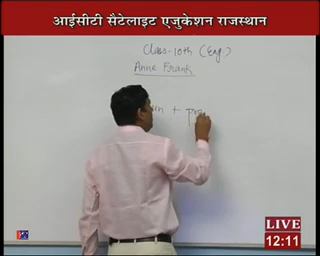 आईसीटी सैटेलाइट एजुकेशन राजस्थान
Class-10th (Eng)
Anne Frank
+
LIVE
12:11